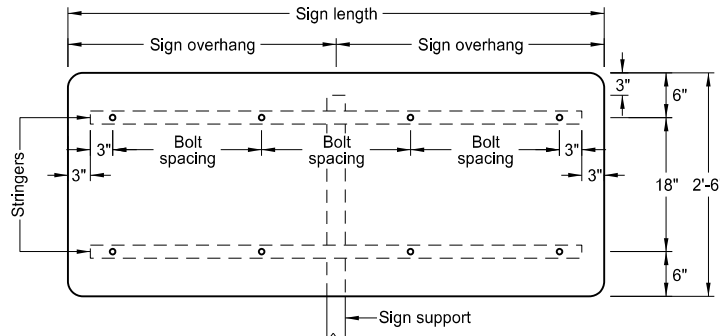 Sign length
Sign overhang
Sign overhang
3"
6"
Stringers
3"
Bolt
spacing
Bolt
spacing
Bolt
spacing
3"
3"
3"
18"
2'-6
6"
Sign support